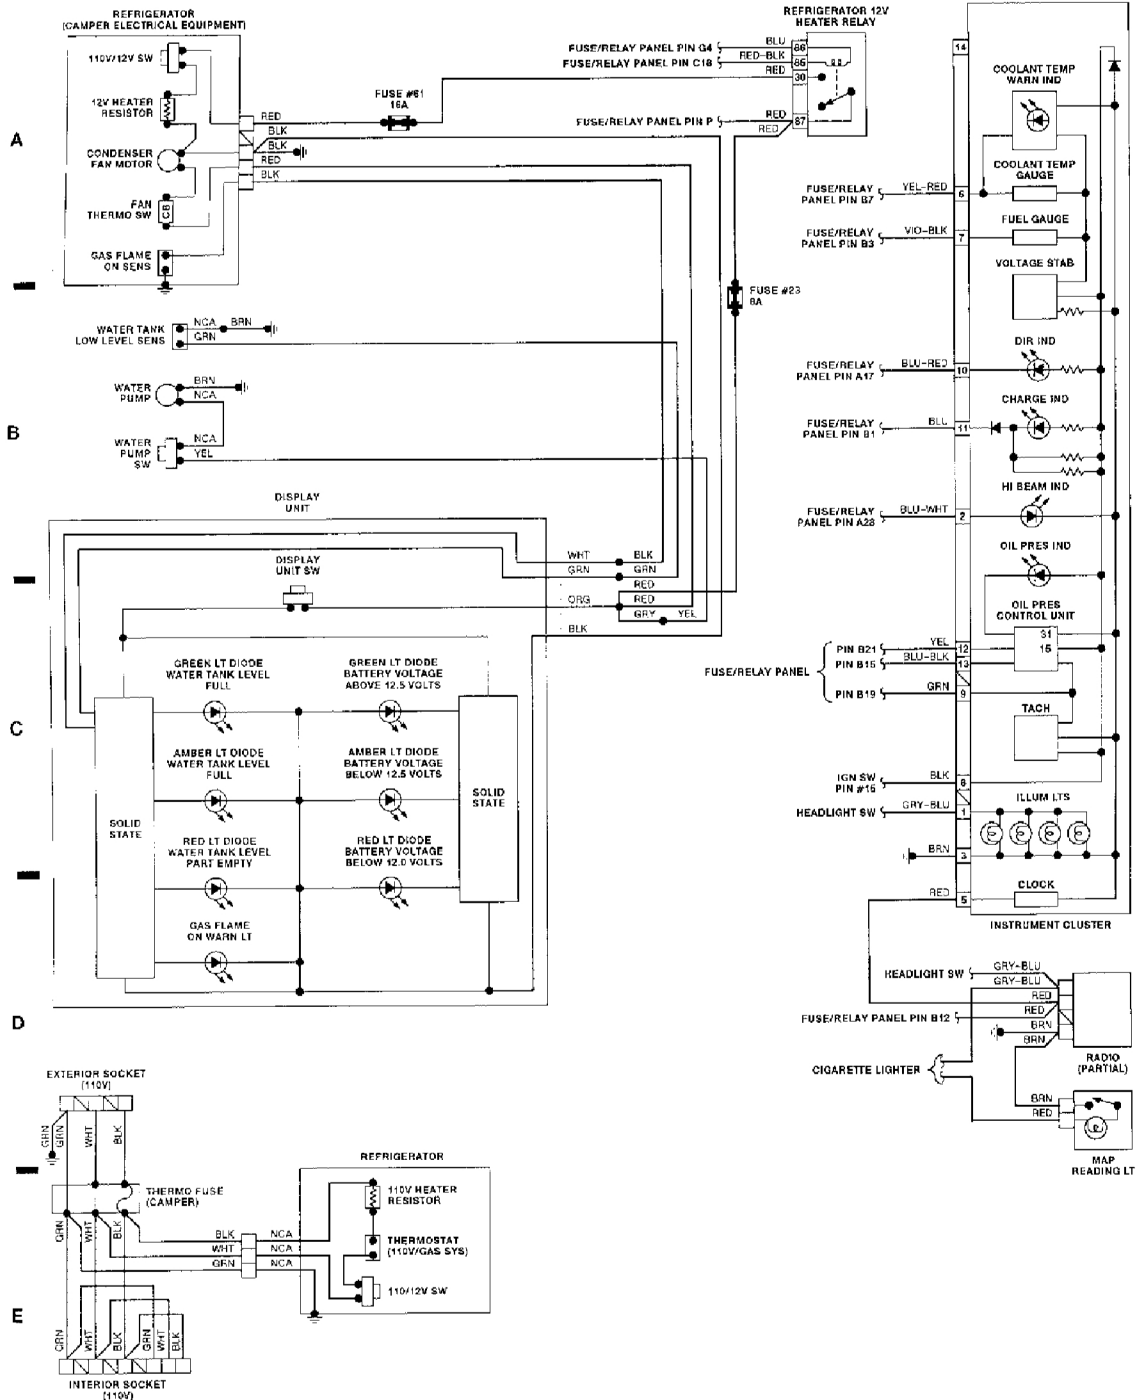 REFRIGERATOR
(CAMPER ELECTRICAL EQUIPMENT)
110V/12V SW
12V HEATER
RESISTOR
CONDENSER
FAN MOTOR
FAN
THERMO SW
CB
GAS FLAME
ON SENS
RED
BLK
BLK
RED
BLK
FUSE #61
16A
REFRIGERATOR 12V
HEATER RELAY
FUSE/RELAY PANEL PIN G4
BLU
86
FUSE/RELAY PANEL PIN C18
RED-BLK
85
RED
30
FUSE/RELAY PANEL PIN P
RED
87
RED
FUSE #23
8A
A
WATER TANK
LOW LEVEL SENS
NCA
BRN
GRN
WATER
PUMP
BRN
NCA
B
WATER
PUMP
SW
NCA
YEL
DISPLAY
UNIT
DISPLAY
UNIT SW
WHT
BLK
GRN
GRN
RED
ORG
RED
GRY
YEL
BLK
GREEN LT DIODE
WATER TANK LEVEL
FULL
GREEN LT DIODE
BATTERY VOLTAGE
ABOVE 12.5 VOLTS
C
AMBER LT DIODE
WATER TANK LEVEL
FULL
AMBER LT DIODE
BATTERY VOLTAGE
BELOW 12.5 VOLTS
SOLID
STATE
SOLID
STATE
RED LT DIODE
WATER TANK LEVEL
PART EMPTY
RED LT DIODE
BATTERY VOLTAGE
BELOW 12.0 VOLTS
GAS FLAME
ON WARN LT
14
COOLANT TEMP
WARN IND
COOLANT TEMP
GAUGE
FUSE/RELAY
PANEL PIN B7
YEL-RED
6
FUEL GAUGE
FUSE/RELAY
PANEL PIN B3
VIO-BLK
7
VOLTAGE STAB
DIR IND
FUSE/RELAY
PANEL PIN A17
BLU-RED
10
CHARGE IND
FUSE/RELAY
PANEL PIN B1
BLU
11
HI BEAM IND
FUSE/RELAY
PANEL PIN A28
BLU-WHT
2
OIL PRES IND
OIL PRES
CONTROL UNIT
31
15
FUSE/RELAY PANEL
PIN B21
YEL
12
PIN B15
BLU-BLK
13
PIN B19
GRN
9
TACH
IGN SW
PIN #15
BLK
8
HEADLIGHT SW
GRY-BLU
1
ILLUM LTS
BRN
3
RED
5
CLOCK
INSTRUMENT CLUSTER
HEADLIGHT SW
GRY-BLU
GRY-BLU
RED
FUSE/RELAY PANEL PIN B12
RED
BRN
BRN
RADIO
(PARTIAL)
CIGARETTE LIGHTER
BRN
RED
MAP
READING LT
D
EXTERIOR SOCKET
(110V)
GRN
GRN
WHT
BLK
THERMO FUSE
(CAMPER)
GRN
WHT
BLK
REFRIGERATOR
110V HEATER
RESISTOR
BLK
NCA
WHT
NCA
GRN
NCA
THERMOSTAT
(110V/GAS SYS)
110/12V SW
E
GRN
WHT
BLK
GRN
WHT
BLK
INTERIOR SOCKET
(110V)